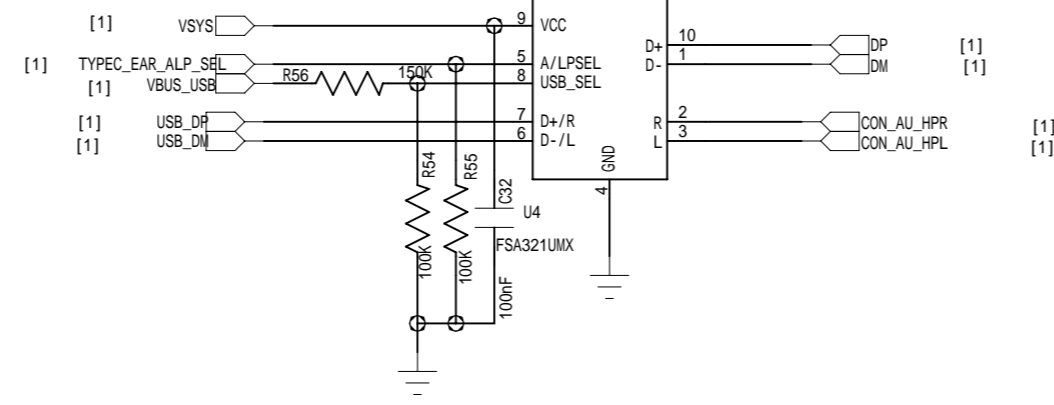 [1] VSYS 9 VCC
10 D+ DP [1]
[1] TYPEC_EAR_ALP_SEL 5 A/LPSEL
1 D- DM [1]
[1] VBUS_USB R56 150K 8 USB_SEL
[1] USB_DP 7 D+/R
2 R CON_AU_HPR [1]
[1] USB_DM 6 D-/L
3 L CON_AU_HPL [1]
GND
4
R54
100K
R55
100K
C32
100nF
U4
FSA321UMX